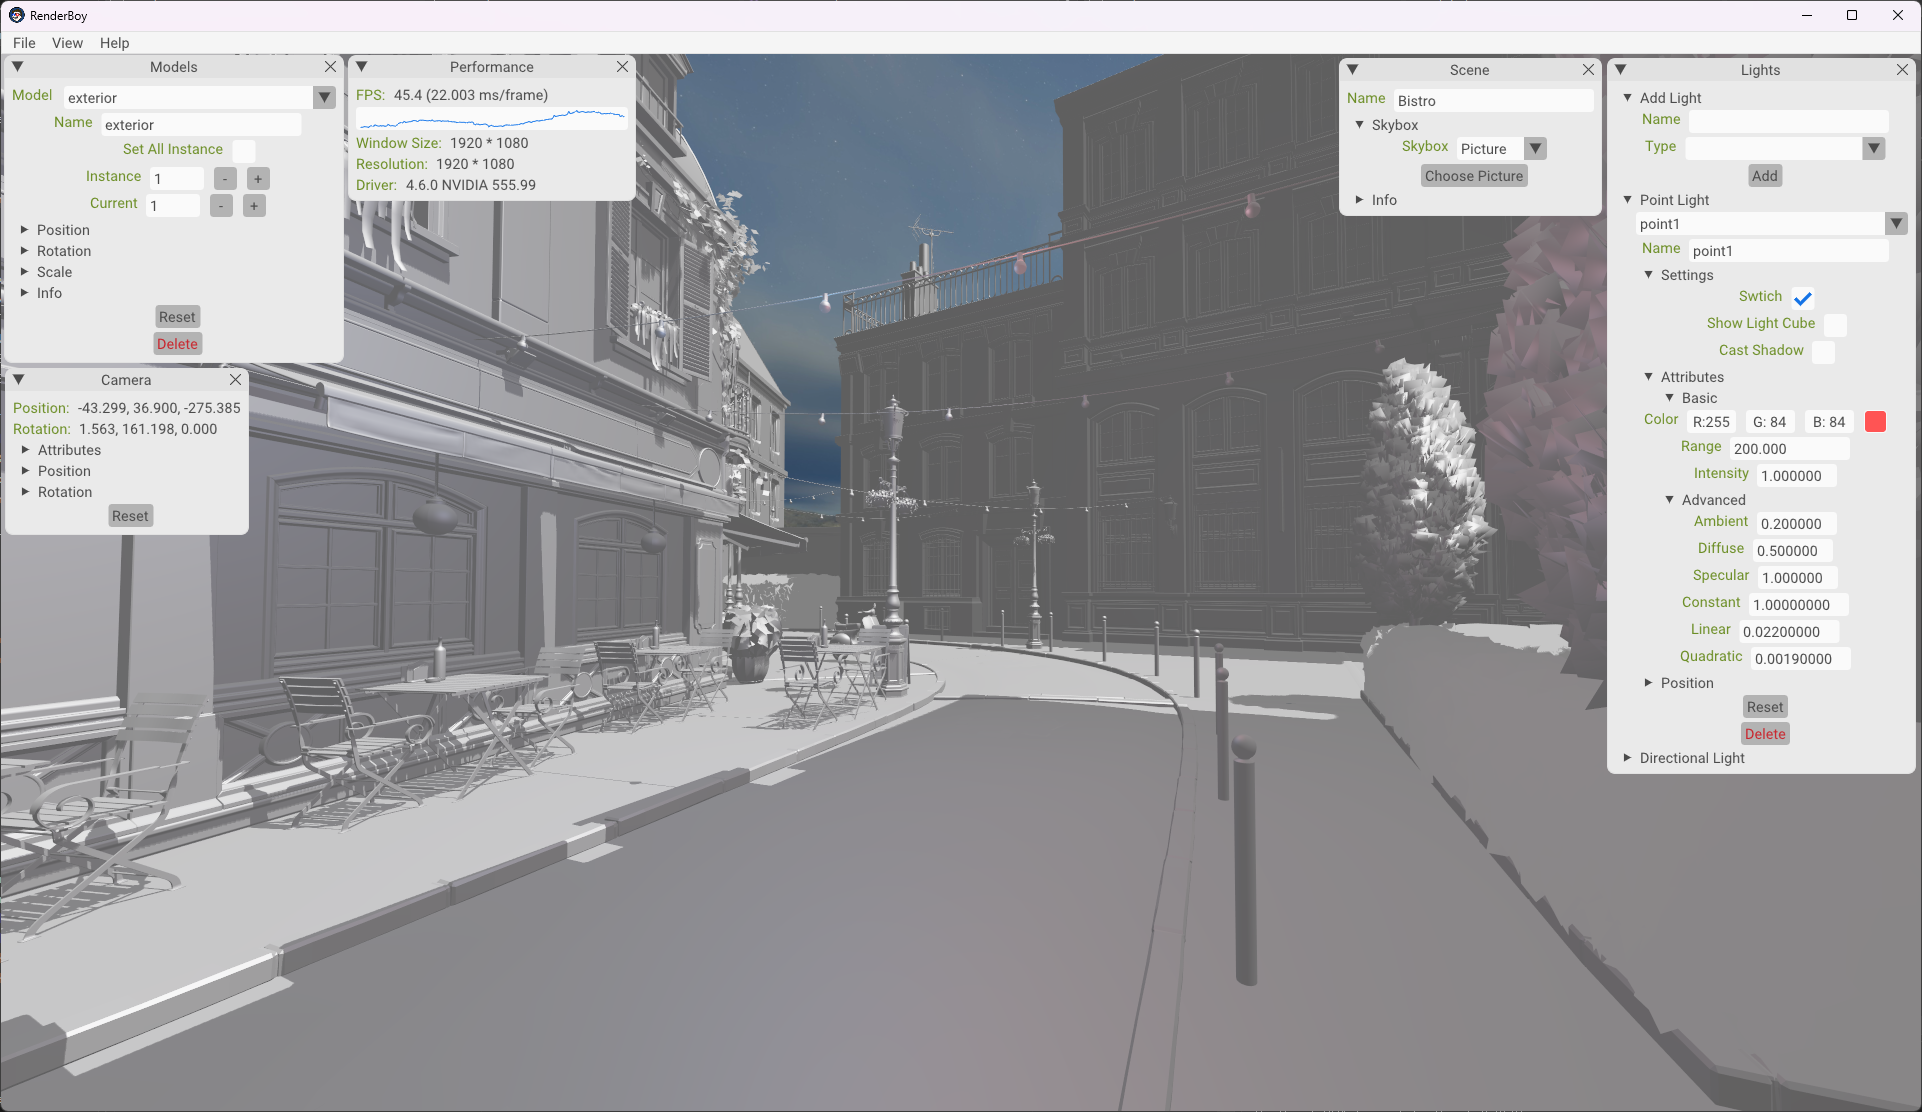 RenderBoy
File View Help
Models
Model exterior
Name exterior
Set All Instance
Instance 1 - +
Current 1 - +
Position
Rotation
Scale
Info
Reset
Delete
Camera
Position: -43.299, 36.900, -275.385
Rotation: 1.563, 161.198, 0.000
Attributes
Position
Rotation
Reset
Performance
FPS: 45.4 (22.003 ms/frame)
Window Size: 1920 * 1080
Resolution: 1920 * 1080
Driver: 4.6.0 NVIDIA 555.99
Scene
Name Bistro
Skybox
Skybox Picture
Choose Picture
Info
Lights
Add Light
Name
Type
Add
Point Light
point1
Name point1
Settings
Swtich
Show Light Cube
Cast Shadow
Attributes
Basic
Color R:255 G: 84 B: 84
Range 200.000
Intensity 1.000000
Advanced
Ambient 0.200000
Diffuse 0.500000
Specular 1.000000
Constant 1.00000000
Linear 0.02200000
Quadratic 0.00190000
Position
Reset
Delete
Directional Light